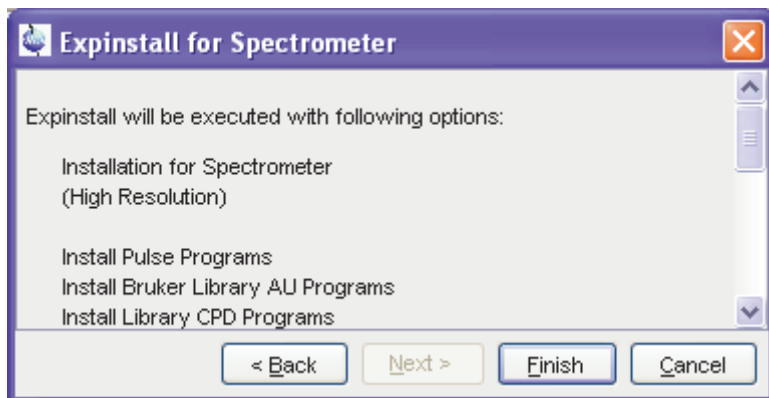 Expinstall for Spectrometer
Expinstall will be executed with following options:
Installation for Spectrometer
(High Resolution)
Install Pulse Programs
Install Bruker Library AU Programs
Install Library CPD Programs
< Back Next > Finish Cancel